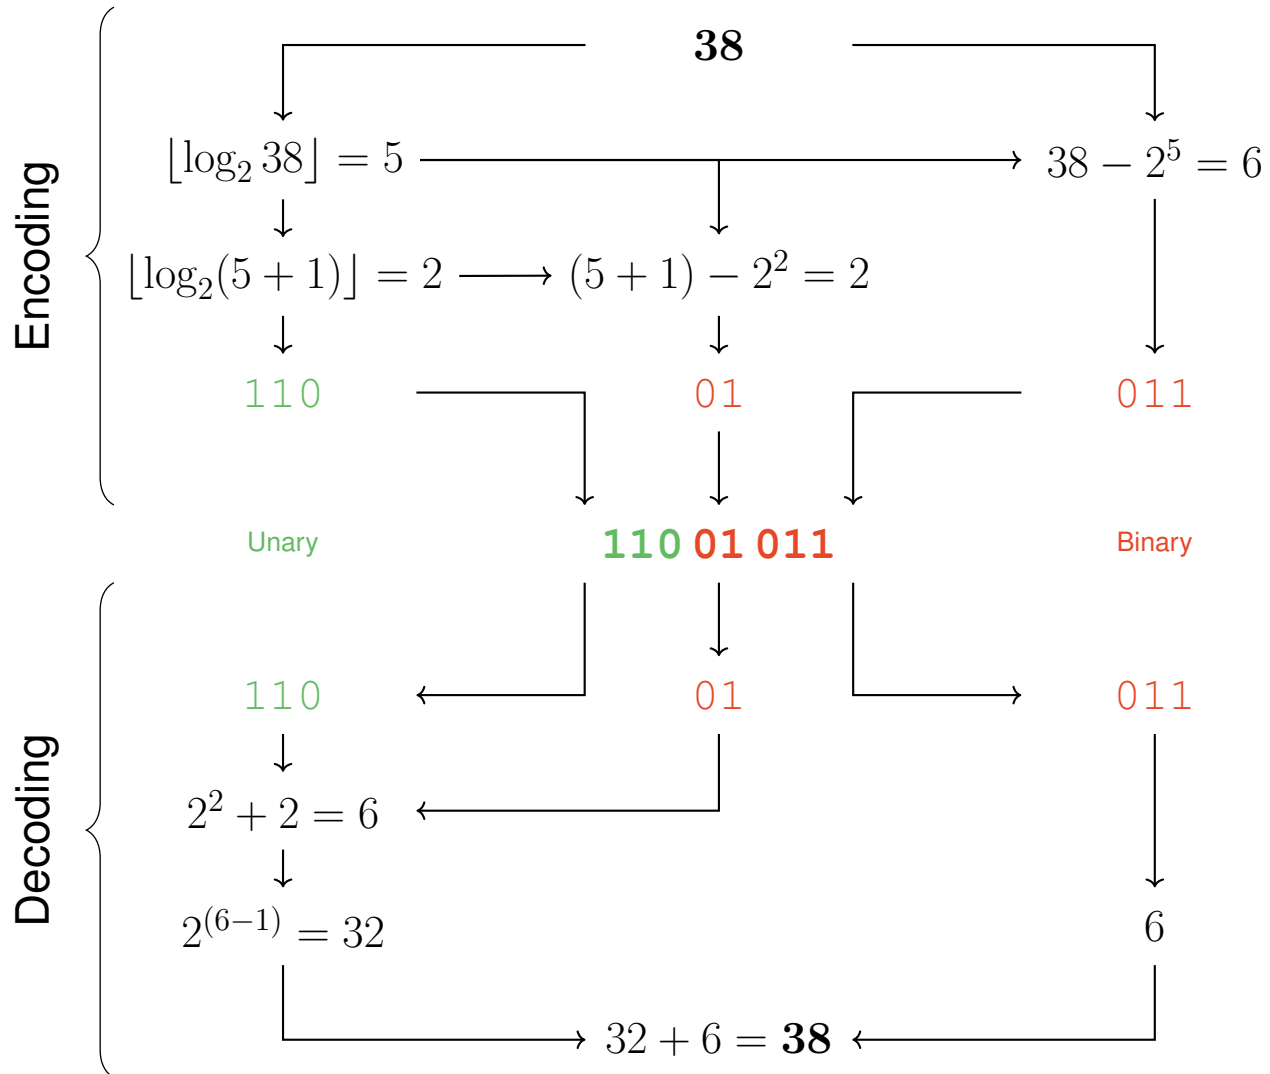 38
⌊log₂ 38⌋ = 5
38 − 2⁵ = 6
⌊log₂(5 + 1)⌋ = 2
(5 + 1) − 2² = 2
110
01
011
Encoding
Unary
110 01 011
Binary
110
01
011
2² + 2 = 6
Decoding
2⁽⁶⁻¹⁾ = 32
6
32 + 6 = 38